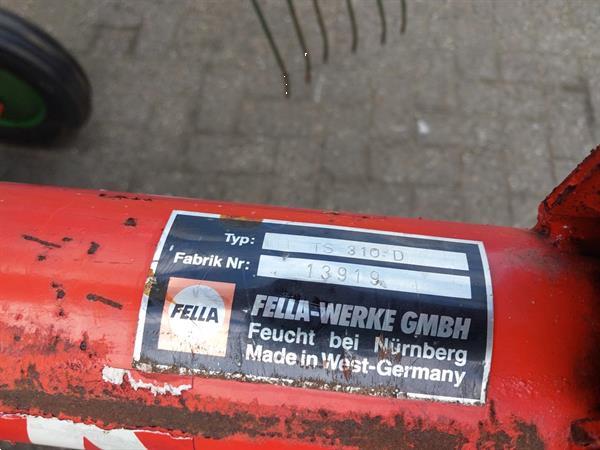 Typ: TS 310-D
Fabrik Nr: 13919
FELLA
FELLA-WERKE GMBH
Feucht bei Nürnberg
Made in West-Germany